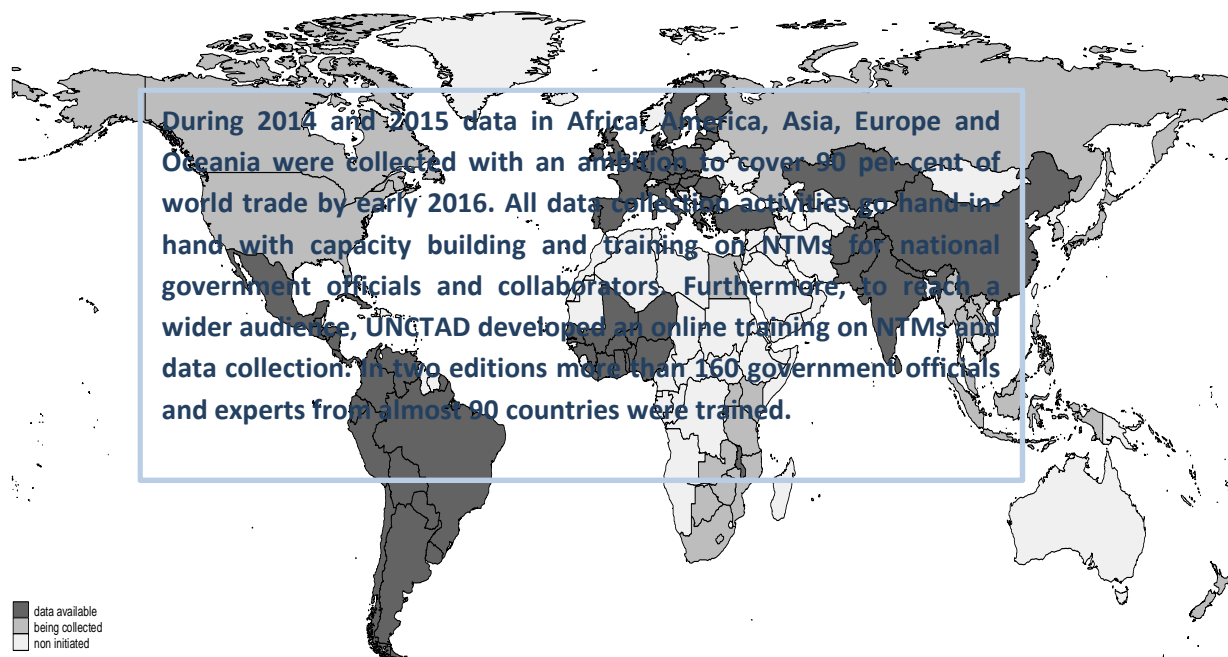 During 2014 and 2015 data in Africa, America, Asia, Europe and
Oceania were collected with an ambition to cover 90 per cent of
world trade by early 2016. All data collection activities go hand-in-
hand with capacity building and training on NTMs for national
government officials and collaborators. Furthermore, to reach a
wider audience, UNCTAD developed an online training on NTMs and
data collection. In two editions more than 160 government officials
and experts from almost 90 countries were trained.
data available
being collected
non initiated